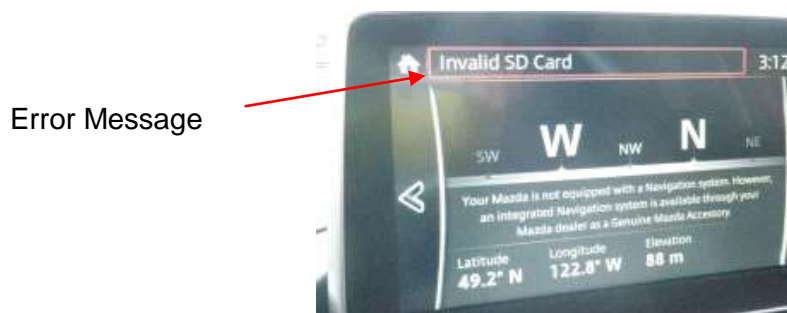 Invalid SD Card 3:12
Error Message
SW W NW N NE
Your Mazda is not equipped with a Navigation system. However,
an integrated Navigation system is available through your
Mazda dealer as a Genuine Mazda Accessory.
Latitude Longitude Elevation
49.2° N 122.8° W 88 m